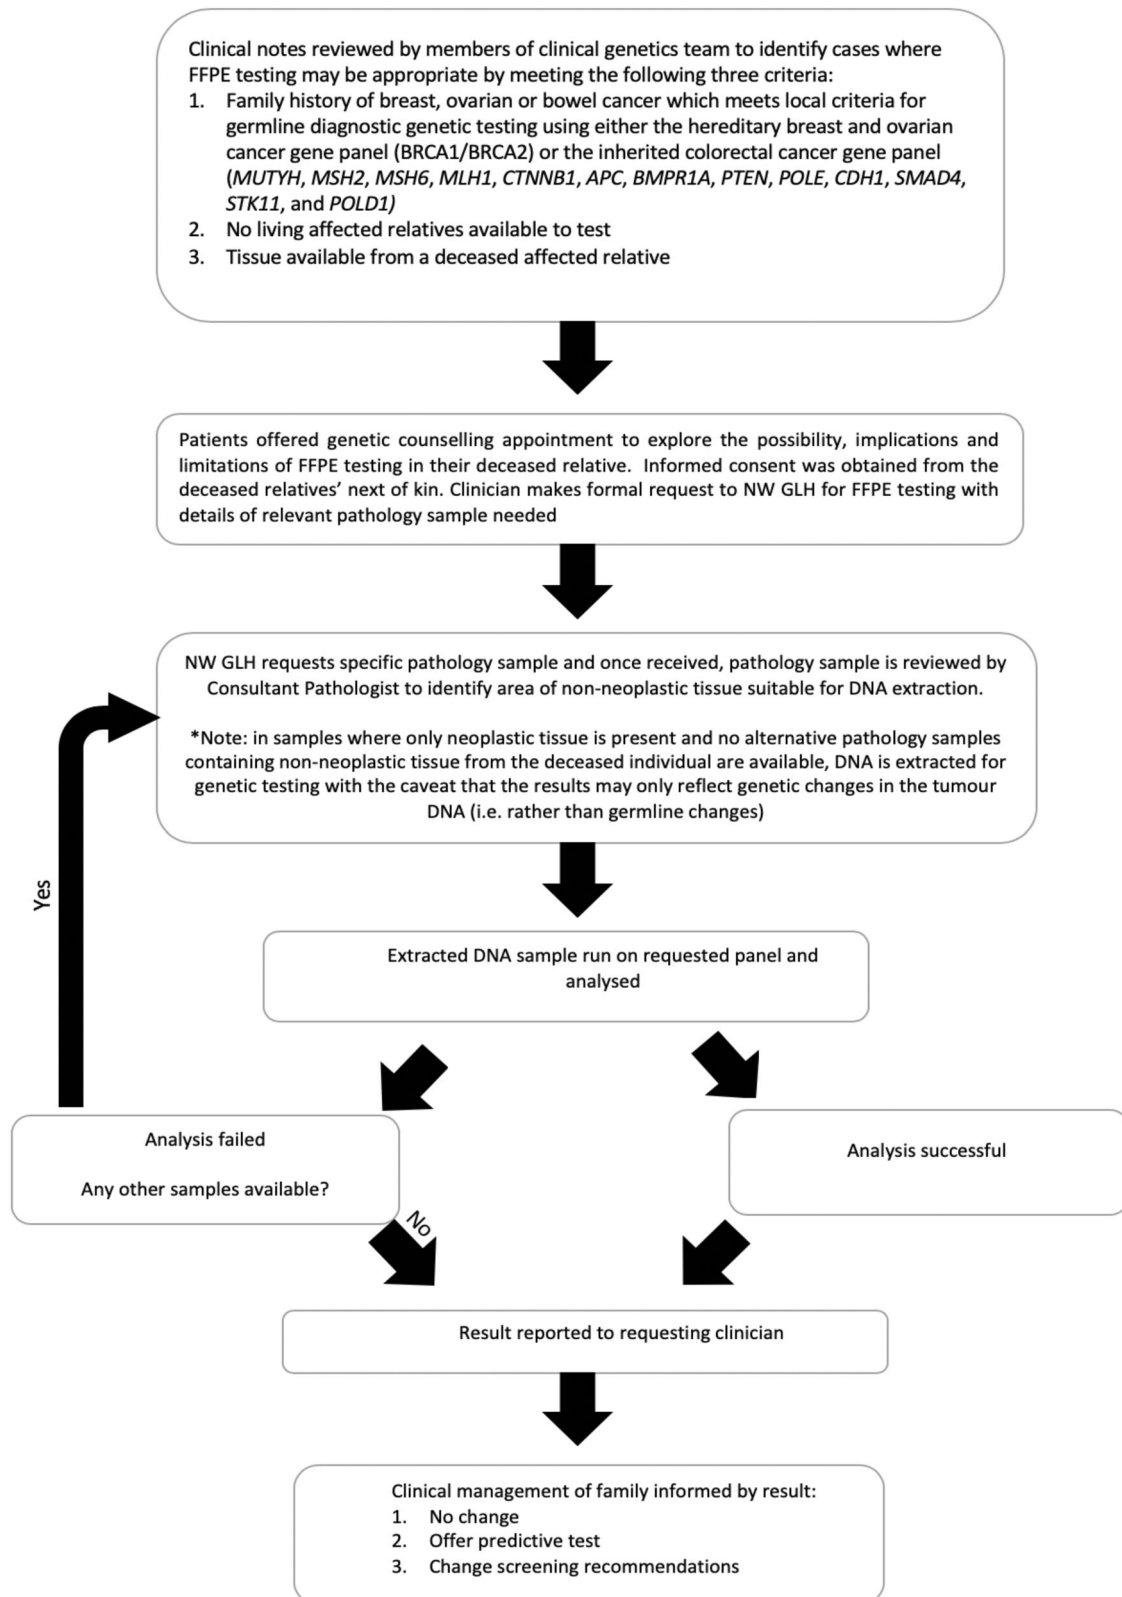 Clinical notes reviewed by members of clinical genetics team to identify cases where
FFPE testing may be appropriate by meeting the following three criteria:
1. Family history of breast, ovarian or bowel cancer which meets local criteria for
germline diagnostic genetic testing using either the hereditary breast and ovarian
cancer gene panel (BRCA1/BRCA2) or the inherited colorectal cancer gene panel
(MUTYH, MSH2, MSH6, MLH1, CTNNB1, APC, BMPR1A, PTEN, POLE, CDH1, SMAD4,
STK11, and POLD1)
2. No living affected relatives available to test
3. Tissue available from a deceased affected relative
Patients offered genetic counselling appointment to explore the possibility, implications and
limitations of FFPE testing in their deceased relative. Informed consent was obtained from the
deceased relatives' next of kin. Clinician makes formal request to NW GLH for FFPE testing with
details of relevant pathology sample needed
NW GLH requests specific pathology sample and once received, pathology sample is reviewed by
Consultant Pathologist to identify area of non-neoplastic tissue suitable for DNA extraction.
*Note: in samples where only neoplastic tissue is present and no alternative pathology samples
containing non-neoplastic tissue from the deceased individual are available, DNA is extracted for
genetic testing with the caveat that the results may only reflect genetic changes in the tumour
DNA (i.e. rather than germline changes)
Yes
Extracted DNA sample run on requested panel and
analysed
Analysis failed
Any other samples available?
Analysis successful
No
Result reported to requesting clinician
Clinical management of family informed by result:
1. No change
2. Offer predictive test
3. Change screening recommendations